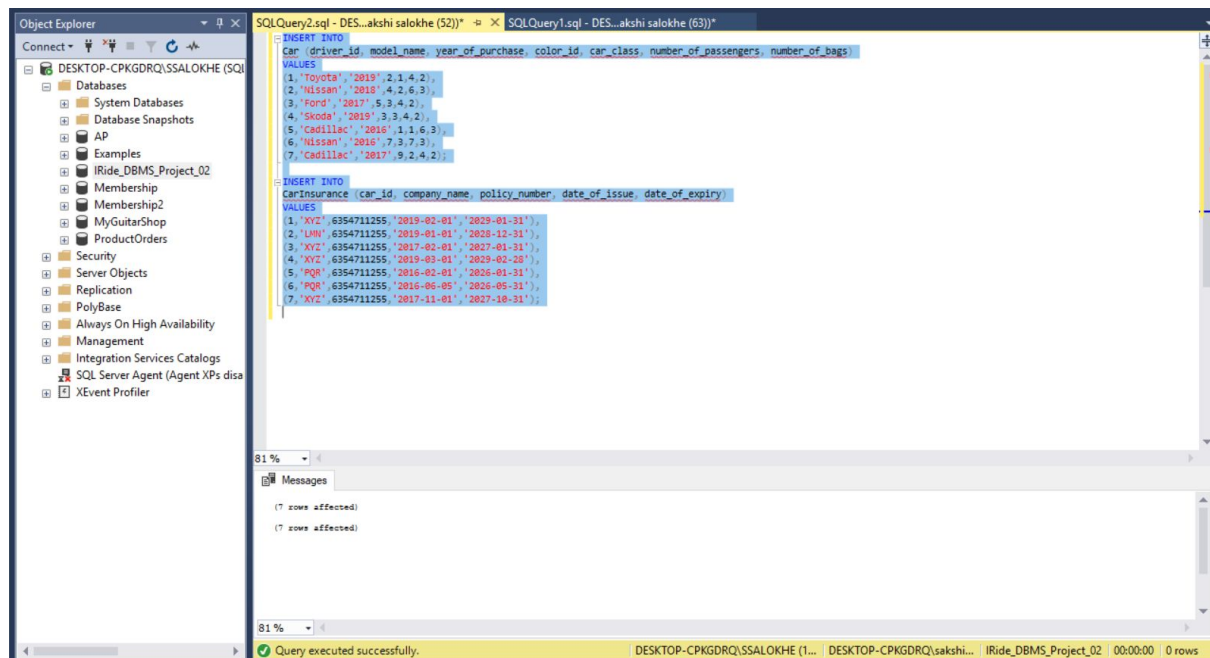 Object Explorer
Connect
DESKTOP-CPKGDRQ\SSALOKHE (SQL
Databases
System Databases
Database Snapshots
AP
Examples
IRide_DBMS_Project_02
Membership
Membership2
MyGuitarShop
ProductOrders
Security
Server Objects
Replication
PolyBase
Always On High Availability
Management
Integration Services Catalogs
SQL Server Agent (Agent XPs disa
XEvent Profiler
SQLQuery2.sql - DES...akshi salokhe (52))*
SQLQuery1.sql - DES...akshi salokhe (63))*
INSERT INTO
Car (driver_id, model_name, year_of_purchase, color_id, car_class, number_of_passengers, number_of_bags)
VALUES
(1,'Toyota','2019',2,1,4,2),
(2,'Nissan','2018',4,2,6,3),
(3,'Ford','2017',5,3,4,2),
(4,'Skoda','2019',3,3,4,2),
(5,'Cadillac','2016',1,1,6,3),
(6,'Nissan','2016',7,3,7,3),
(7,'Cadillac','2017',9,2,4,2);
INSERT INTO
CarInsurance (car_id, company_name, policy_number, date_of_issue, date_of_expiry)
VALUES
(1,'XYZ',6354711255,'2019-02-01','2029-01-31'),
(2,'LMN',6354711255,'2019-01-01','2028-12-31'),
(3,'XYZ',6354711255,'2017-02-01','2027-01-31'),
(4,'XYZ',6354711255,'2019-03-01','2029-02-28'),
(5,'PQR',6354711255,'2016-02-01','2026-01-31'),
(6,'PQR',6354711255,'2016-06-05','2026-05-31'),
(7,'XYZ',6354711255,'2017-11-01','2027-10-31');
81 %
Messages
(7 rows affected)
(7 rows affected)
81 %
Query executed successfully.
DESKTOP-CPKGDRQ\SSALOKHE (1... DESKTOP-CPKGDRQ\sakshi... IRide_DBMS_Project_02 00:00:00 0 rows